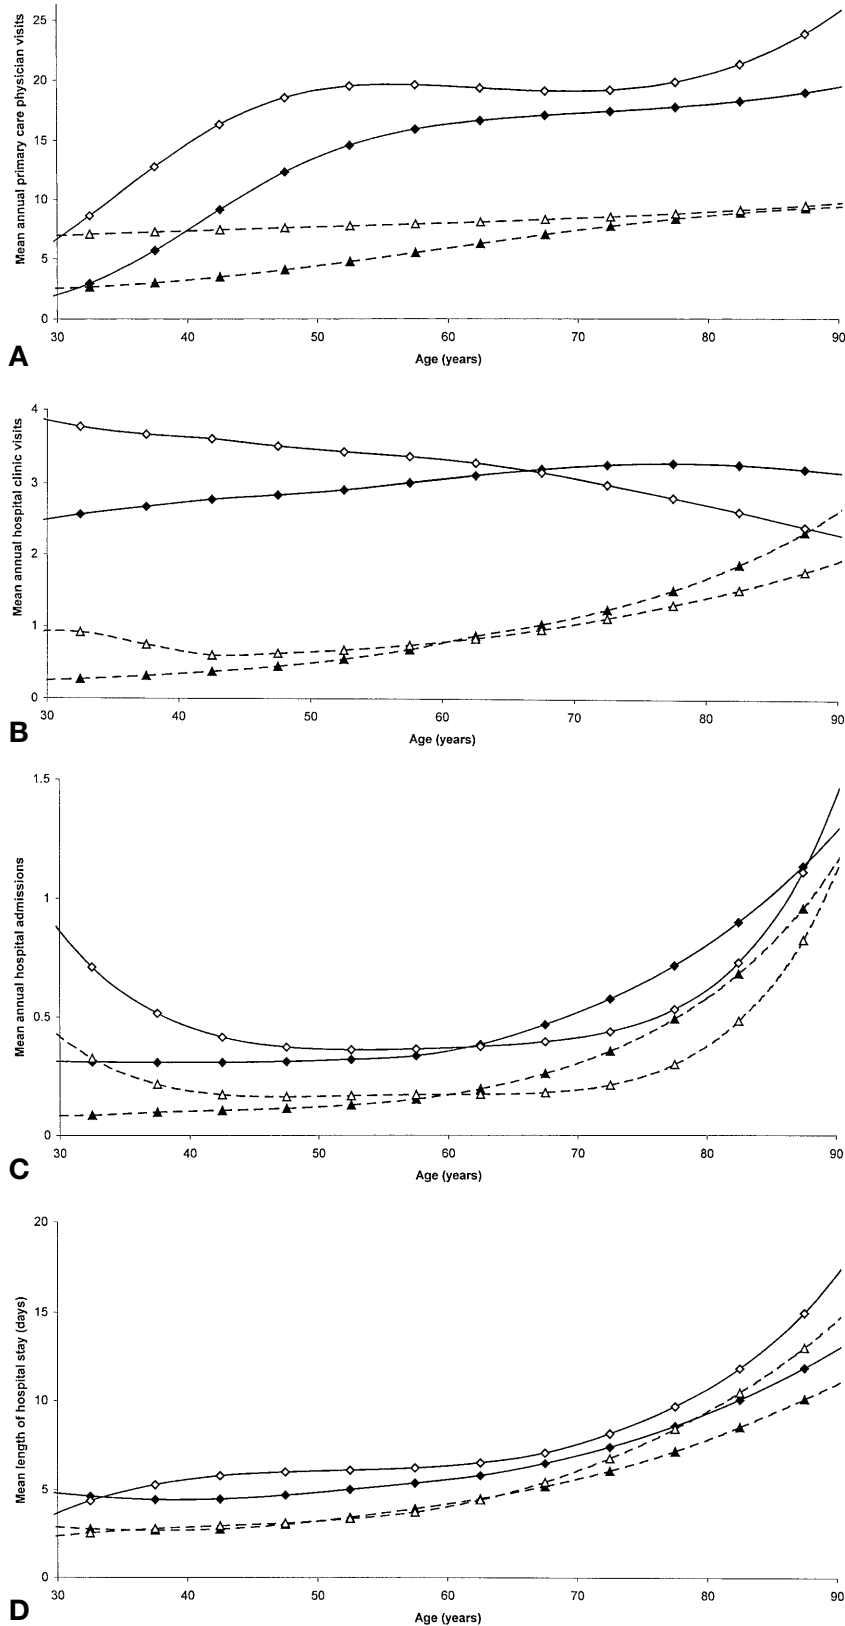 Mean annual primary care physician visits
25
20
15
10
5
0
30 40 50 60 70 80 90
Age (years)
A
Mean annual hospital clinic visits
4
3
2
1
0
30 40 50 60 70 80 90
Age (years)
B
Mean annual hospital admissions
1.5
1
0.5
0
30 40 50 60 70 80 90
Age (years)
C
Mean length of hospital stay (days)
20
15
10
5
0
30 40 50 60 70 80 90
Age (years)
D